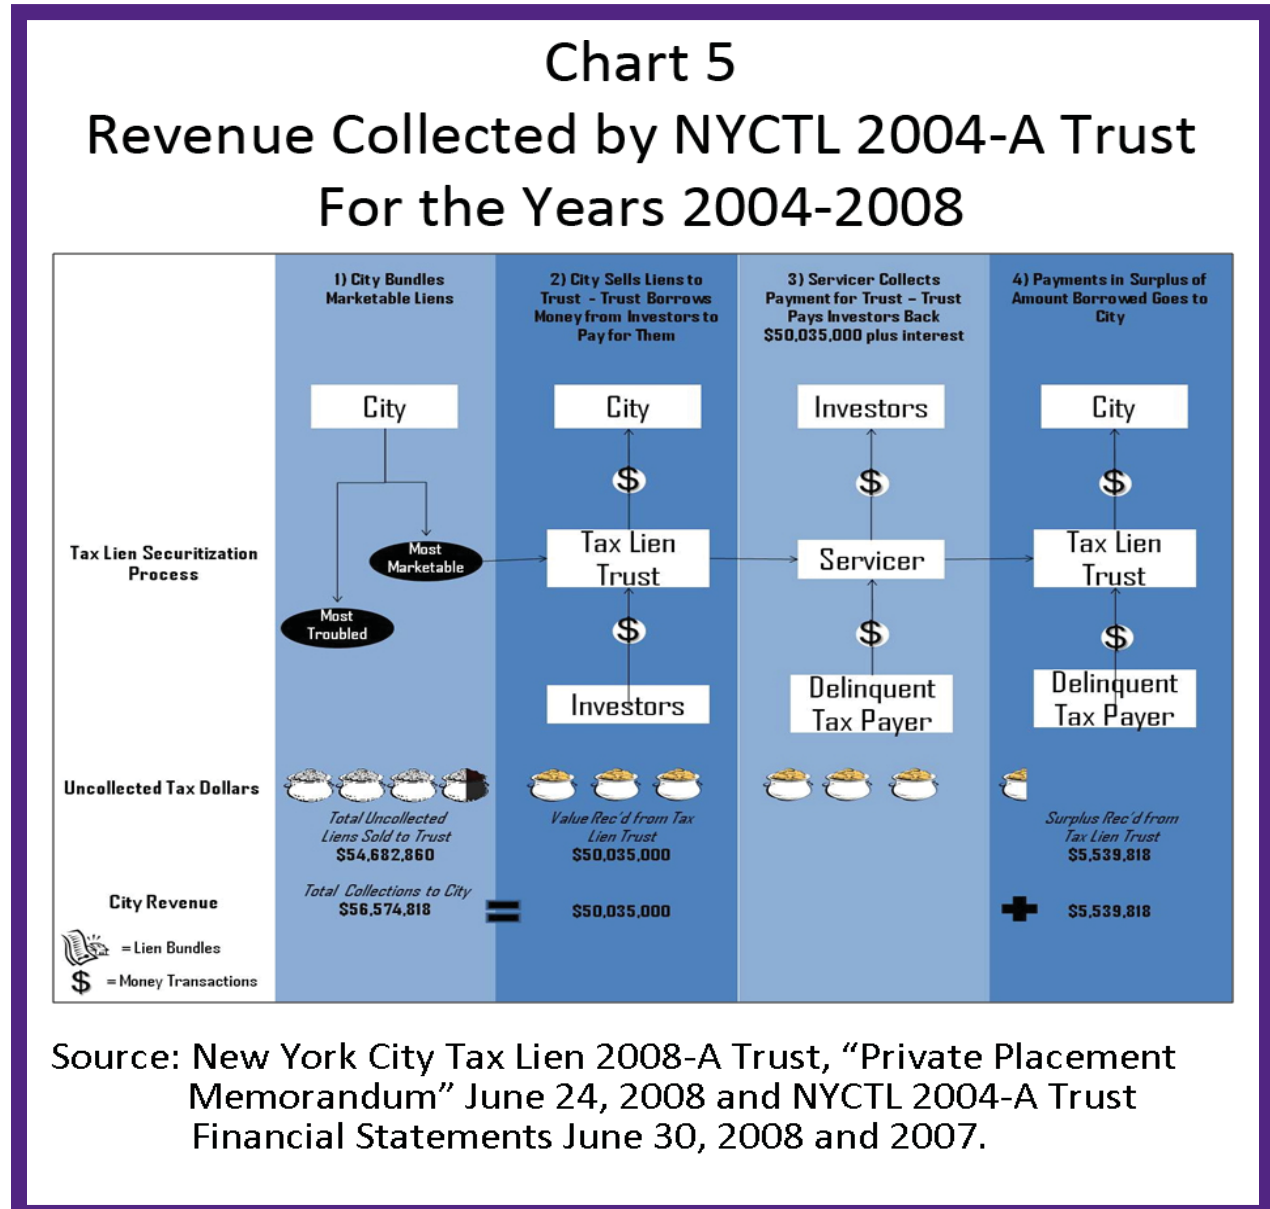 Chart 5
Revenue Collected by NYCTL 2004-A Trust
For the Years 2004-2008
1) City Bundles
Marketable Liens
2) City Sells Liens to
Trust - Trust Borrows
Money from Investors to
Pay for Them
3) Servicer Collects
Payment for Trust – Trust
Pays Investors Back
$50,035,000 plus interest
4) Payments in Surplus of
Amount Borrowed Goes to
City
City
City
Investors
City
$
$
$
Tax Lien Securitization
Process
Most
Marketable
Tax Lien
Trust
Servicer
Tax Lien
Trust
Most
Troubled
$
$
$
Investors
Delinquent
Tax Payer
Delinquent
Tax Payer
Uncollected Tax Dollars
Total Uncollected
Liens Sold to Trust
$54,682,860
Value Rec'd from Tax
Lien Trust
$50,035,000
Surplus Rec'd from
Tax Lien Trust
$5,539,818
City Revenue
Total Collections to City
$56,574,818
=
$50,035,000
+
$5,539,818
= Lien Bundles
$ = Money Transactions
Source: New York City Tax Lien 2008-A Trust, “Private Placement
Memorandum” June 24, 2008 and NYCTL 2004-A Trust
Financial Statements June 30, 2008 and 2007.